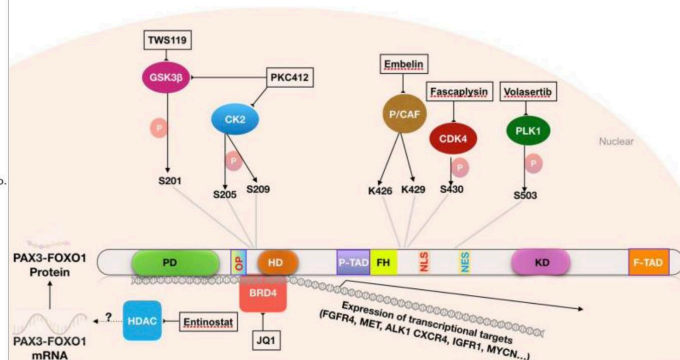 TWS119
GSK3β
PKC412
CK2
P
P
S201
S205
S209
Embelin
P/CAF
Fascaplysin
CDK4
Volasertib
PLK1
P
P
K426
K429
S430
S503
Nuclear
PAX3-FOXO1
Protein
PD
OP
HD
P-TAD
FH
NLS
NES
KD
F-TAD
BRD4
?
HDAC
Entinostat
JQ1
PAX3-FOXO1
mRNA
Expression of transcriptional targets
(FGFR4, MET, ALK1 CXCR4, IGFR1, MYCN...)